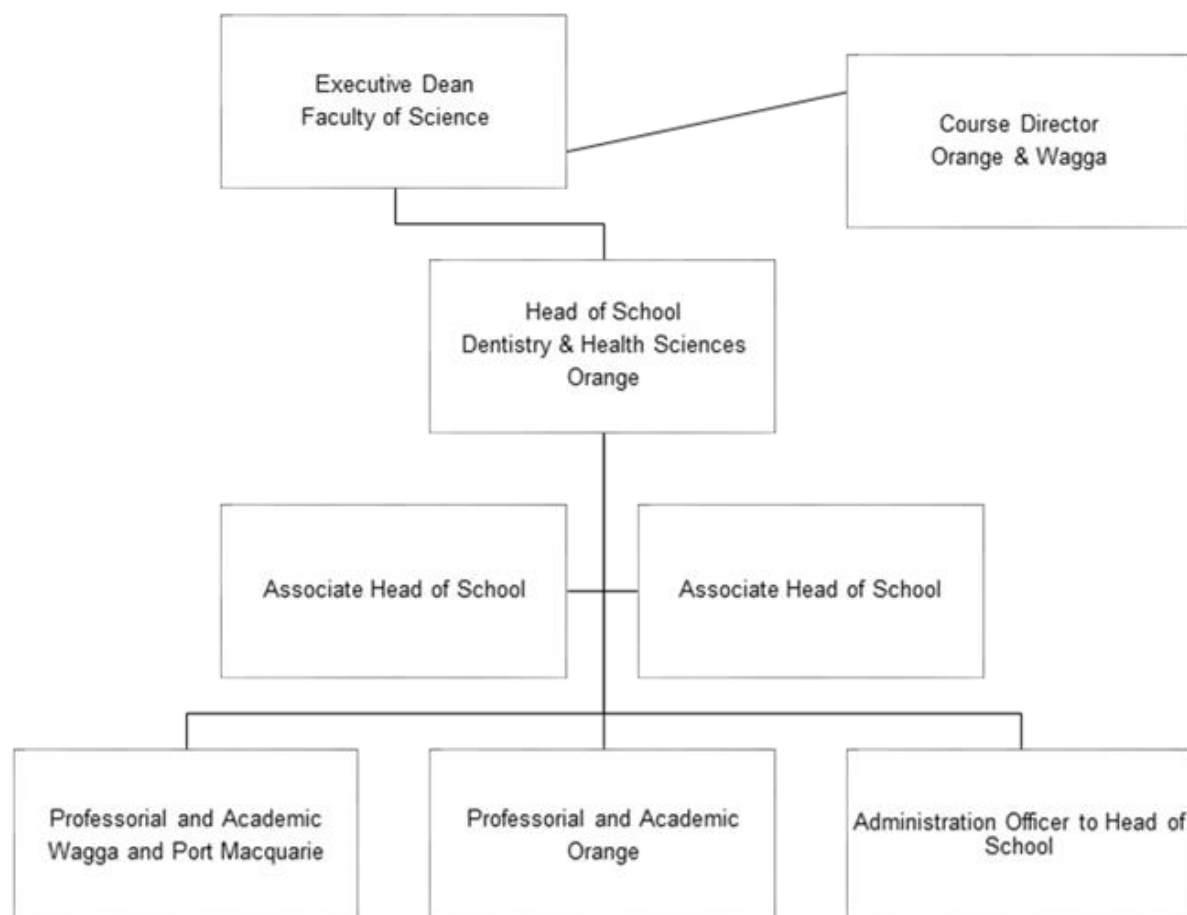 Executive Dean
Faculty of Science
Course Director
Orange & Wagga
Head of School
Dentistry & Health Sciences
Orange
Associate Head of School
Associate Head of School
Professorial and Academic
Wagga and Port Macquarie
Professorial and Academic
Orange
Administration Officer to Head of
School